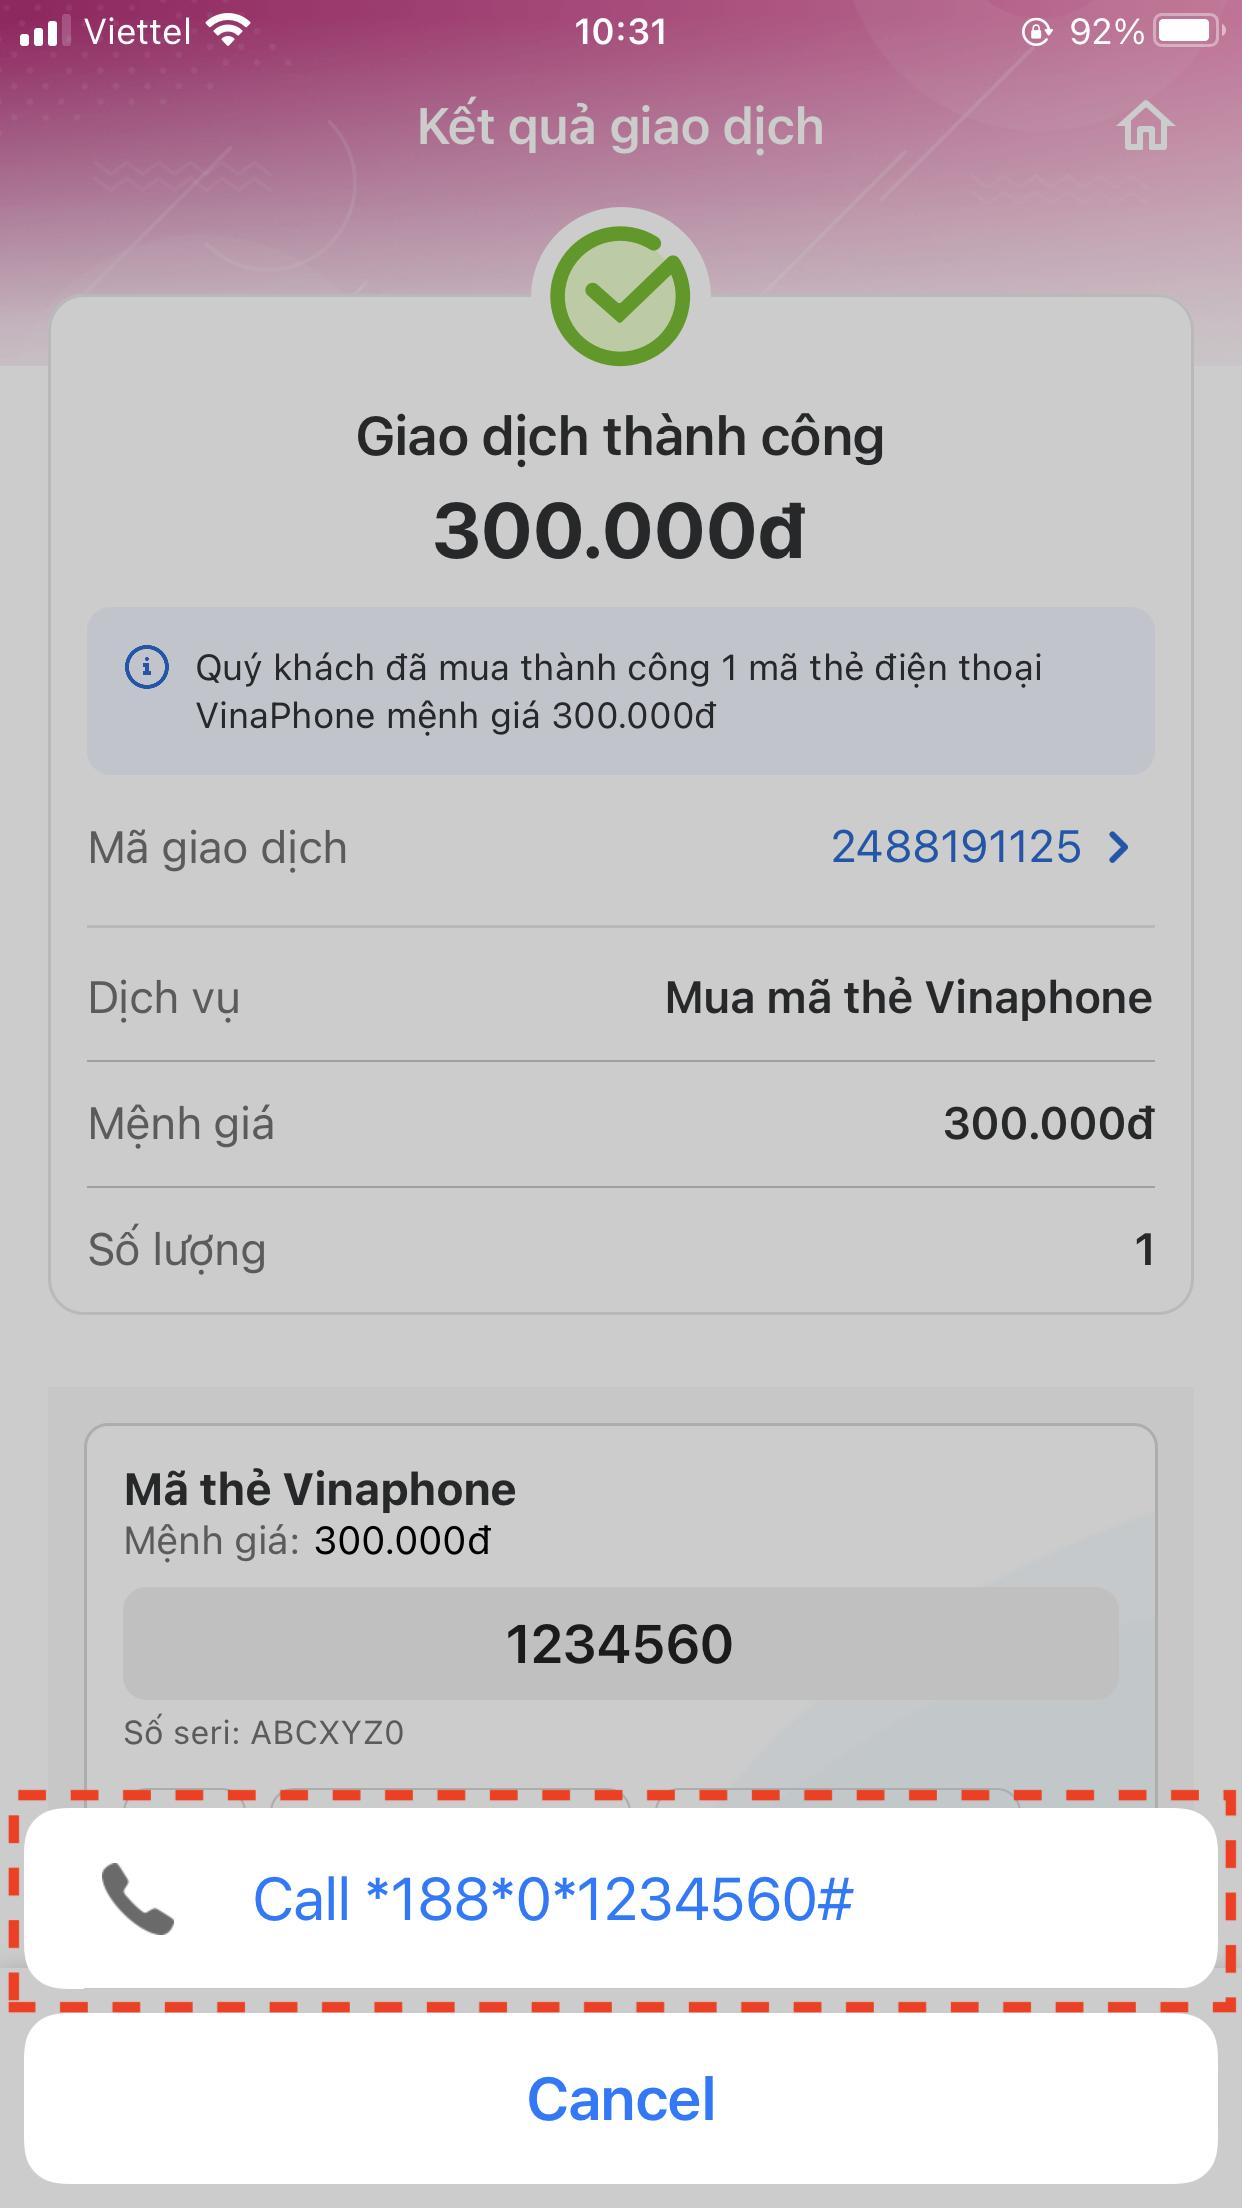 Viettel 10:31 92%
Kết quả giao dịch
Giao dịch thành công
300.000đ
Quý khách đã mua thành công 1 mã thẻ điện thoại
VinaPhone mệnh giá 300.000đ
Mã giao dịch 2488191125
Dịch vụ Mua mã thẻ Vinaphone
Mệnh giá 300.000đ
Số lượng 1
Mã thẻ Vinaphone
Mệnh giá: 300.000đ
1234560
Số seri: ABCXYZ0
Call *188*0*1234560#
Cancel